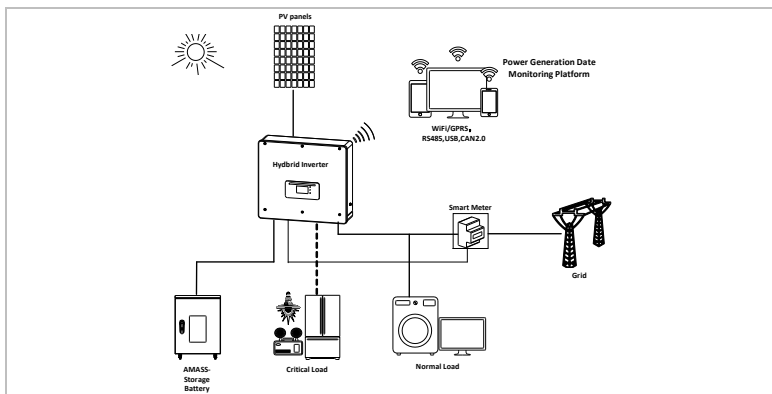 PV panels
Power Generation Date
Monitoring Platform
WiFi/GPRS,
RS485,USB,CAN2.0
Hydbrid Inverter
Smart Meter
Grid
AMASS-
Storage
Battery
Critical Load
Normal Load